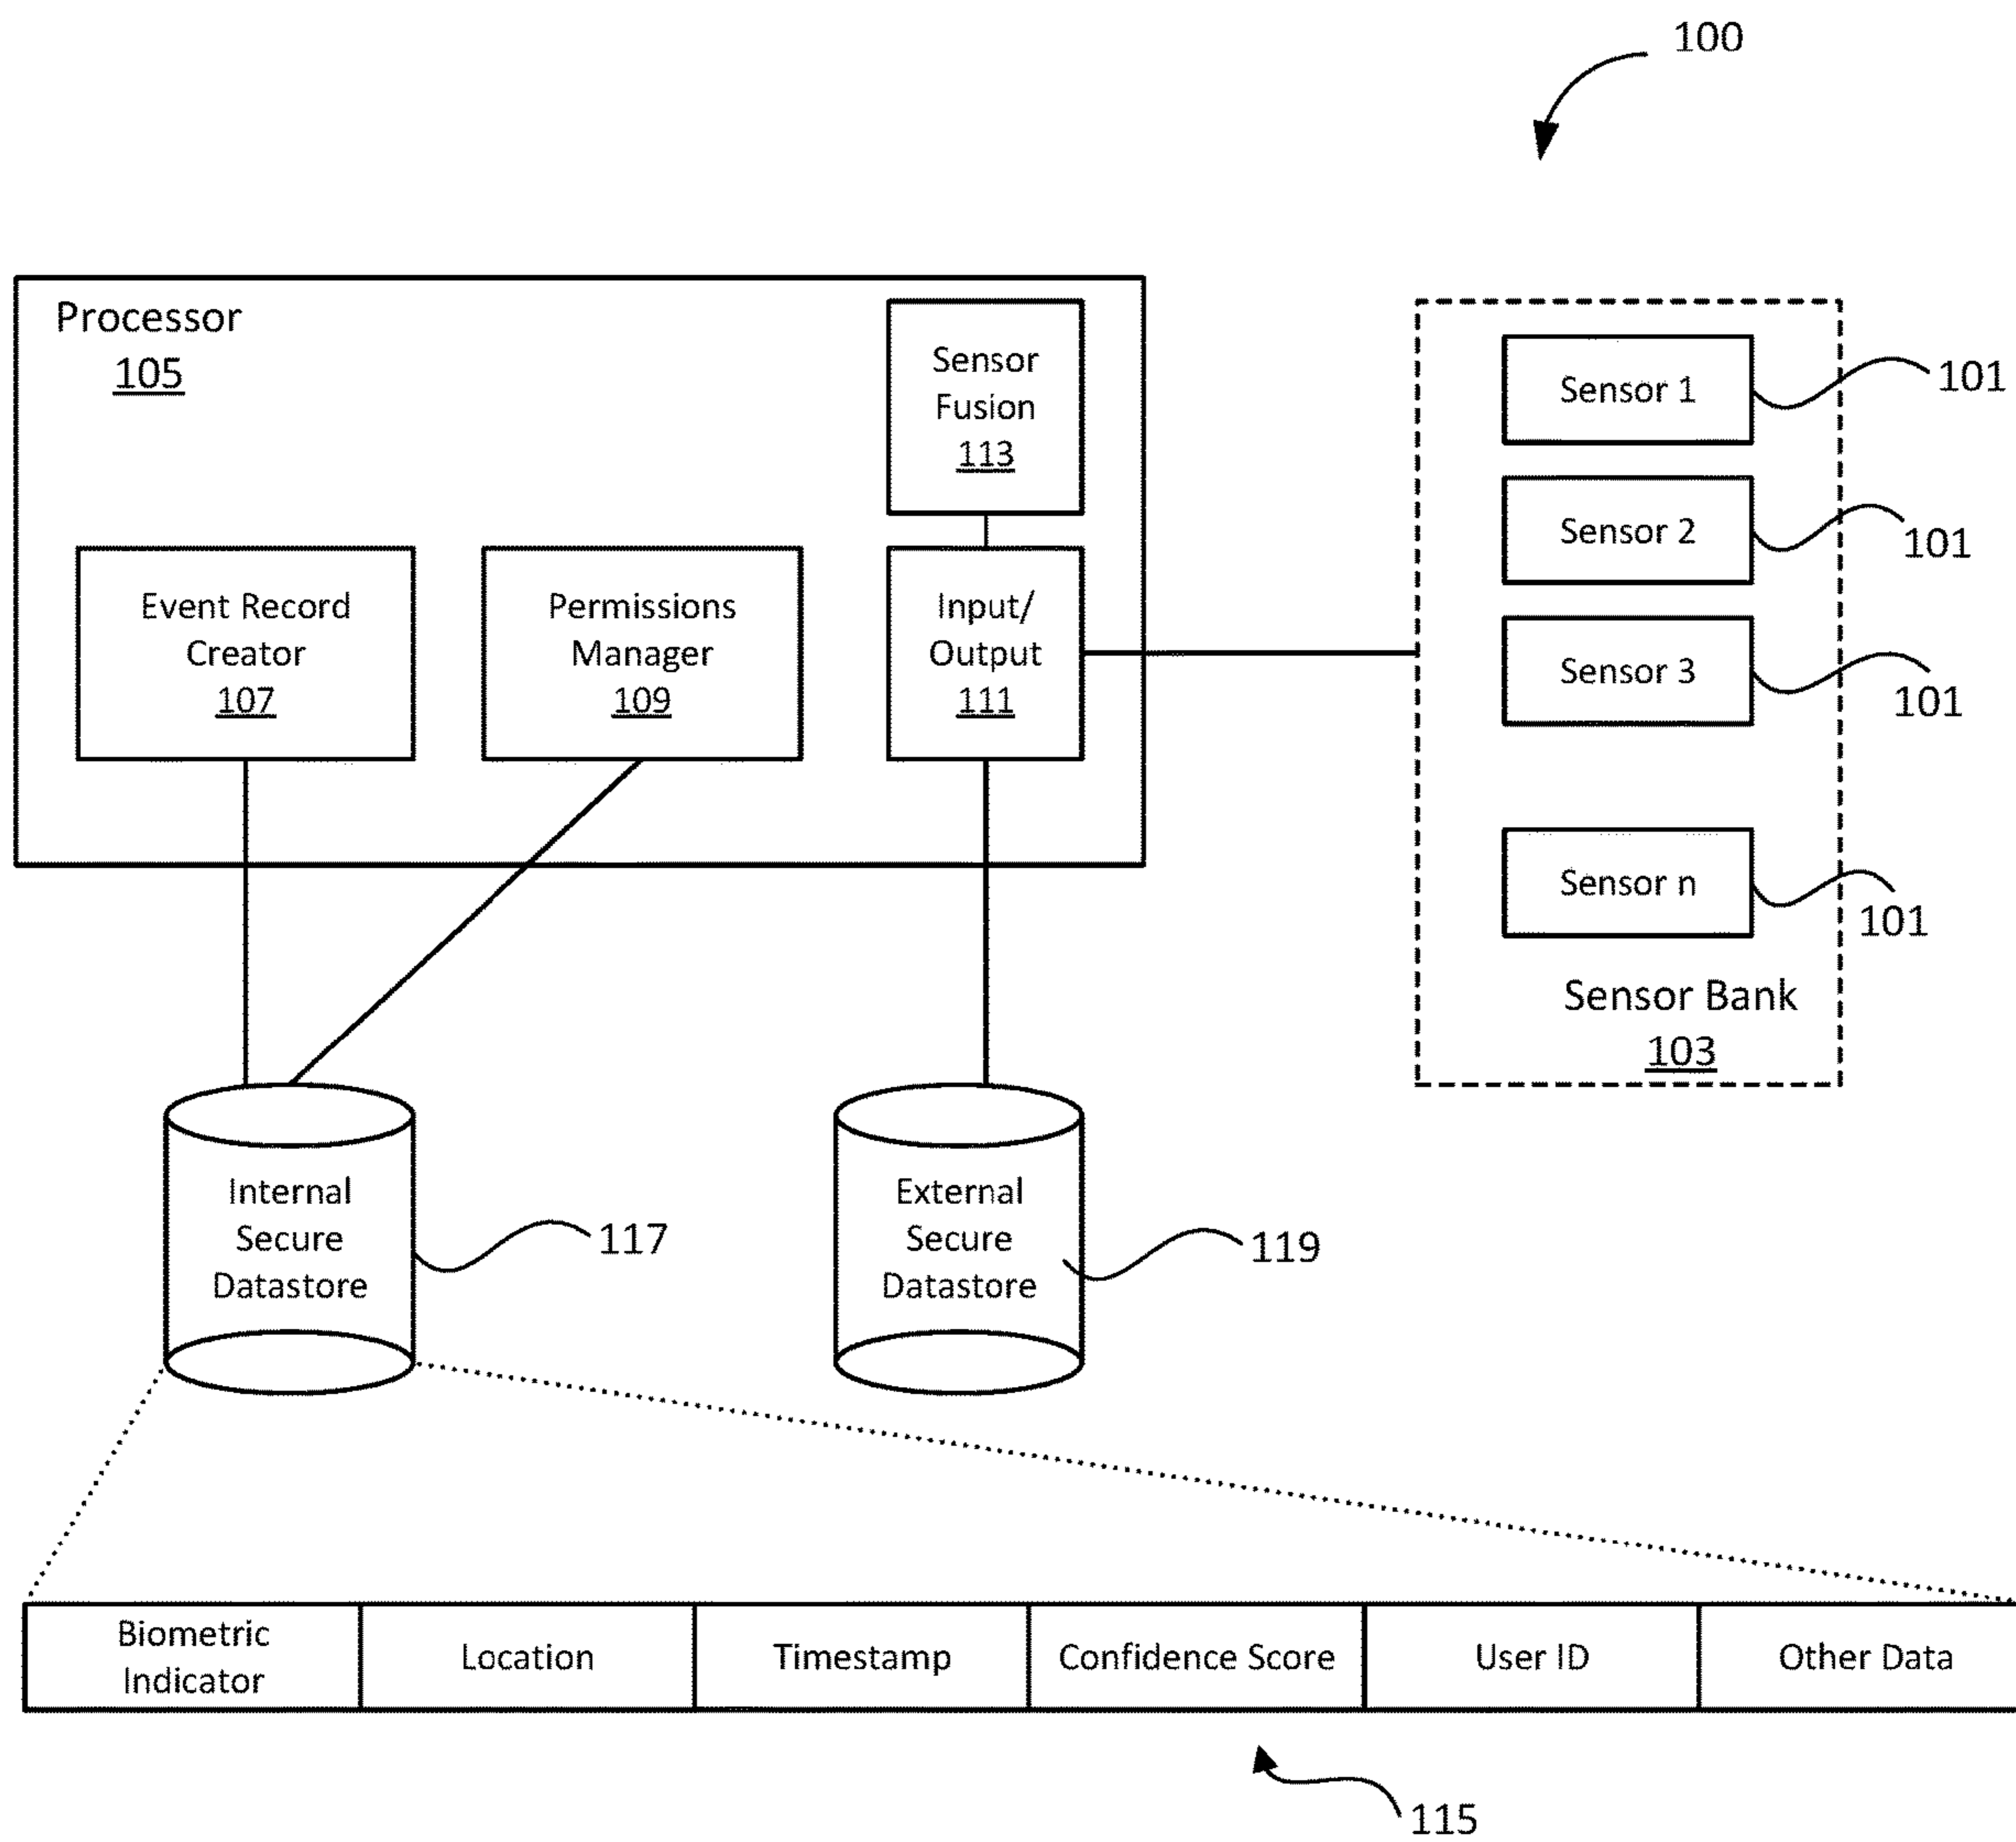 100
Processor
105
Sensor
Fusion
113
Event Record
Creator
107
Permissions
Manager
109
Input/
Output
111
Sensor 1
101
Sensor 2
101
Sensor 3
101
Sensor n
101
Sensor Bank
103
Internal
Secure
Datastore
117
External
Secure
Datastore
119
Biometric
Indicator
Location
Timestamp
Confidence Score
User ID
Other Data
115